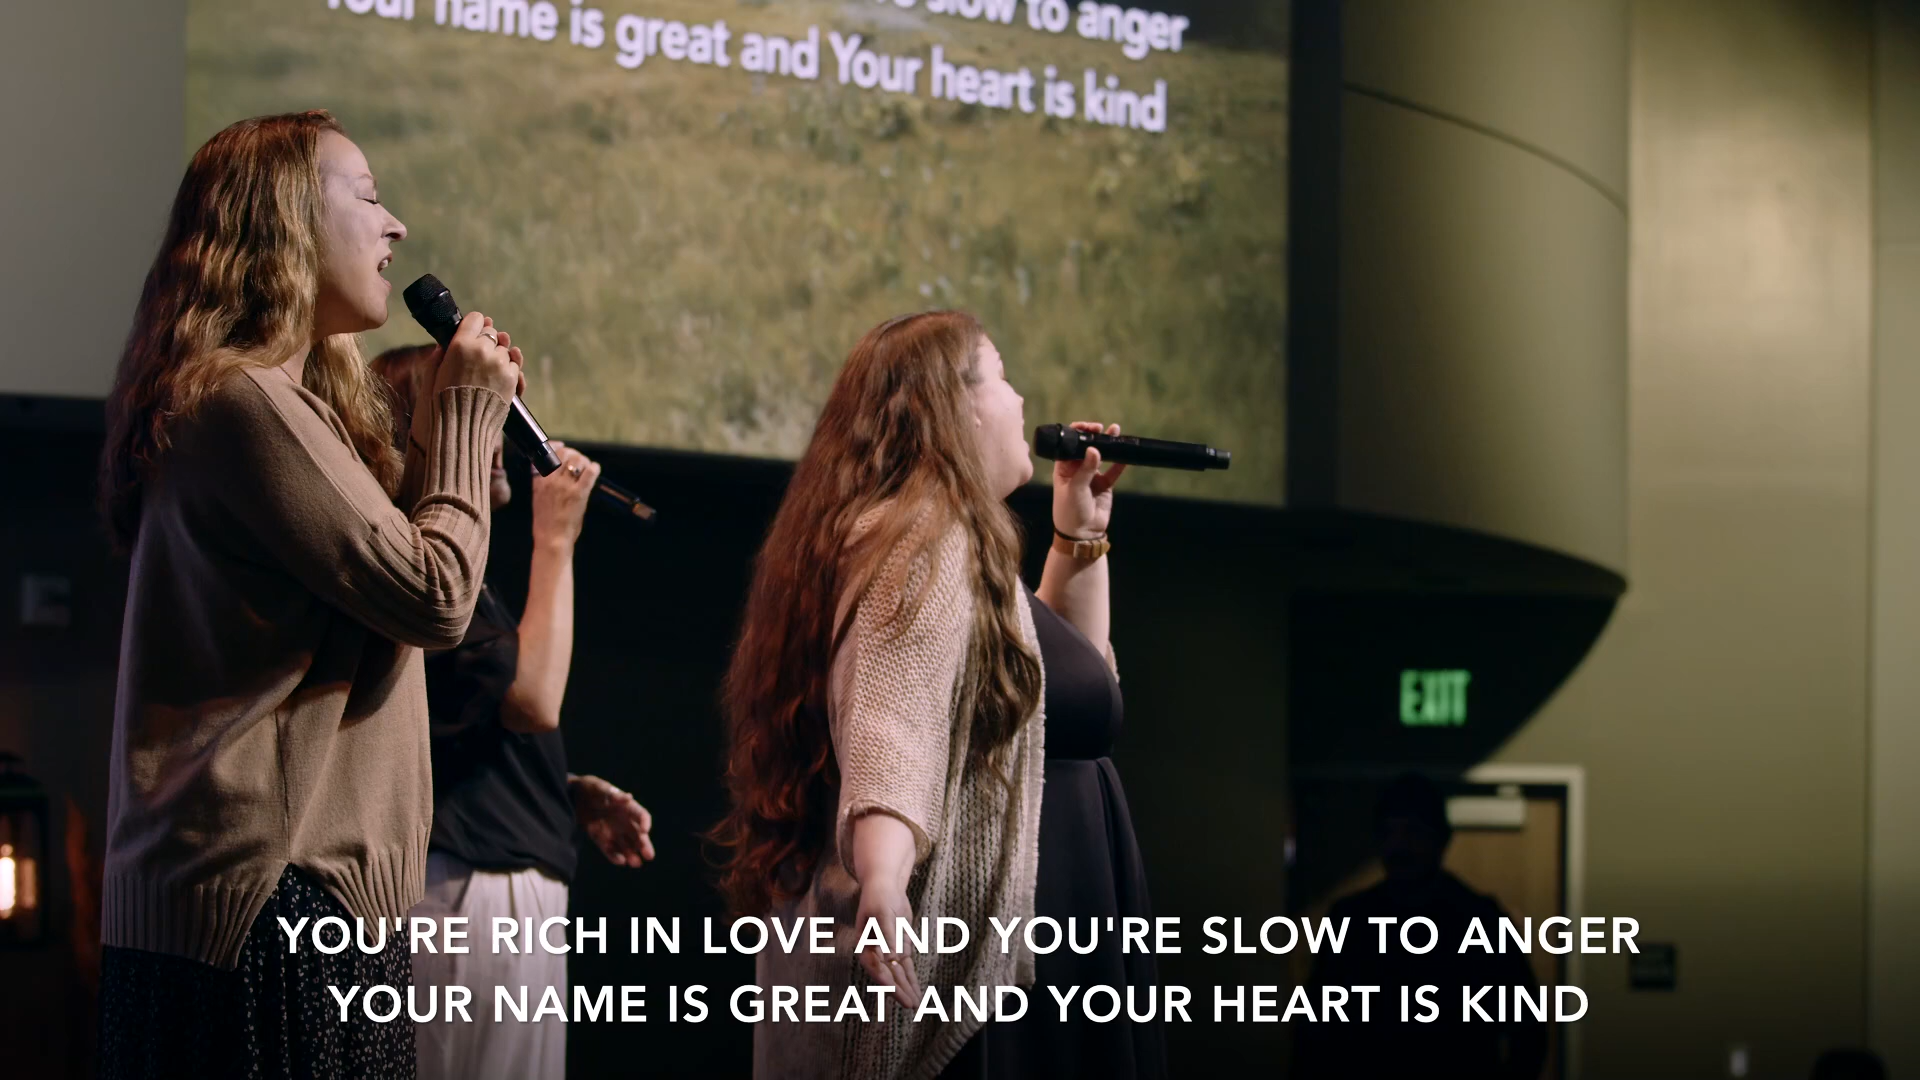 slow to anger
Your name is great and Your heart is kind
EXIT
YOU'RE RICH IN LOVE AND YOU'RE SLOW TO ANGER
YOUR NAME IS GREAT AND YOUR HEART IS KIND